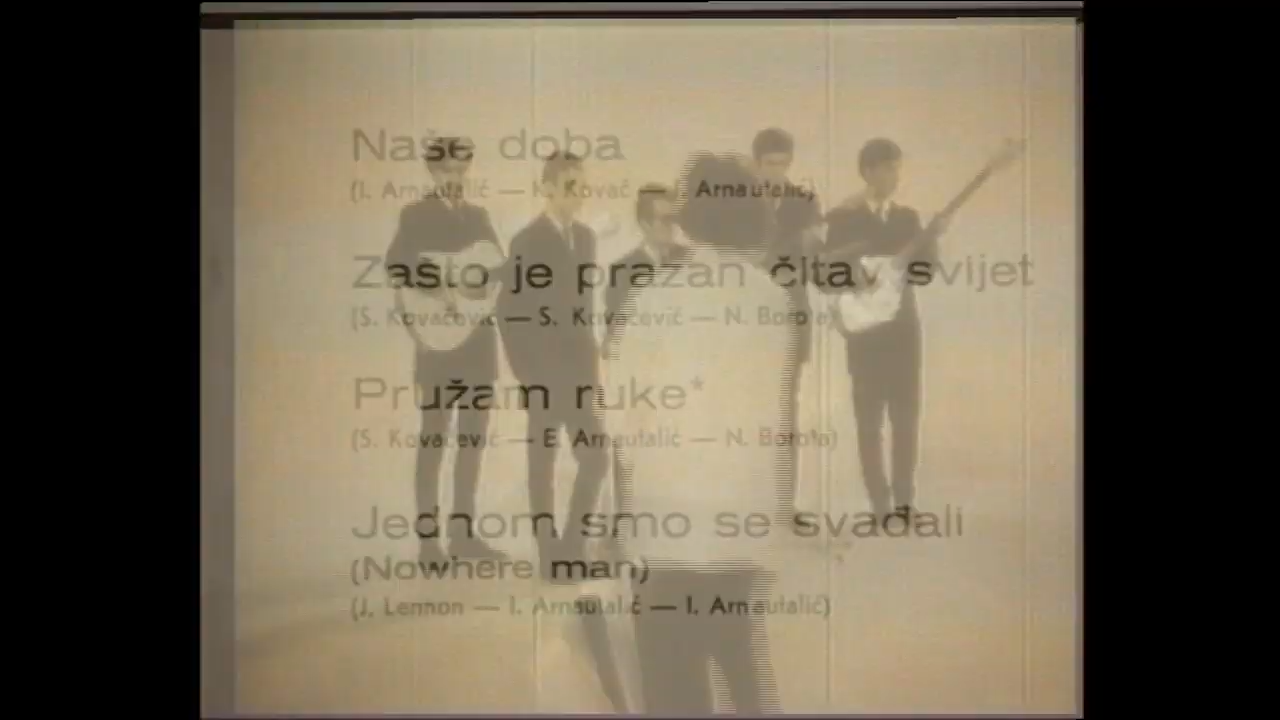 Naše doba
(I. Arnautalić — K. Kovač — I. Arnautalić)
Zašto je prazan čitav svijet
(S. Kovačević — S. Kovačević — N. Borota)
Pružam ruke*
(S. Kovačević — E. Arnautalić — N. Borota)
Jednom smo se svađali
(Nowhere man)
(J. Lennon — I. Arnautalić — I. Arnautalić)